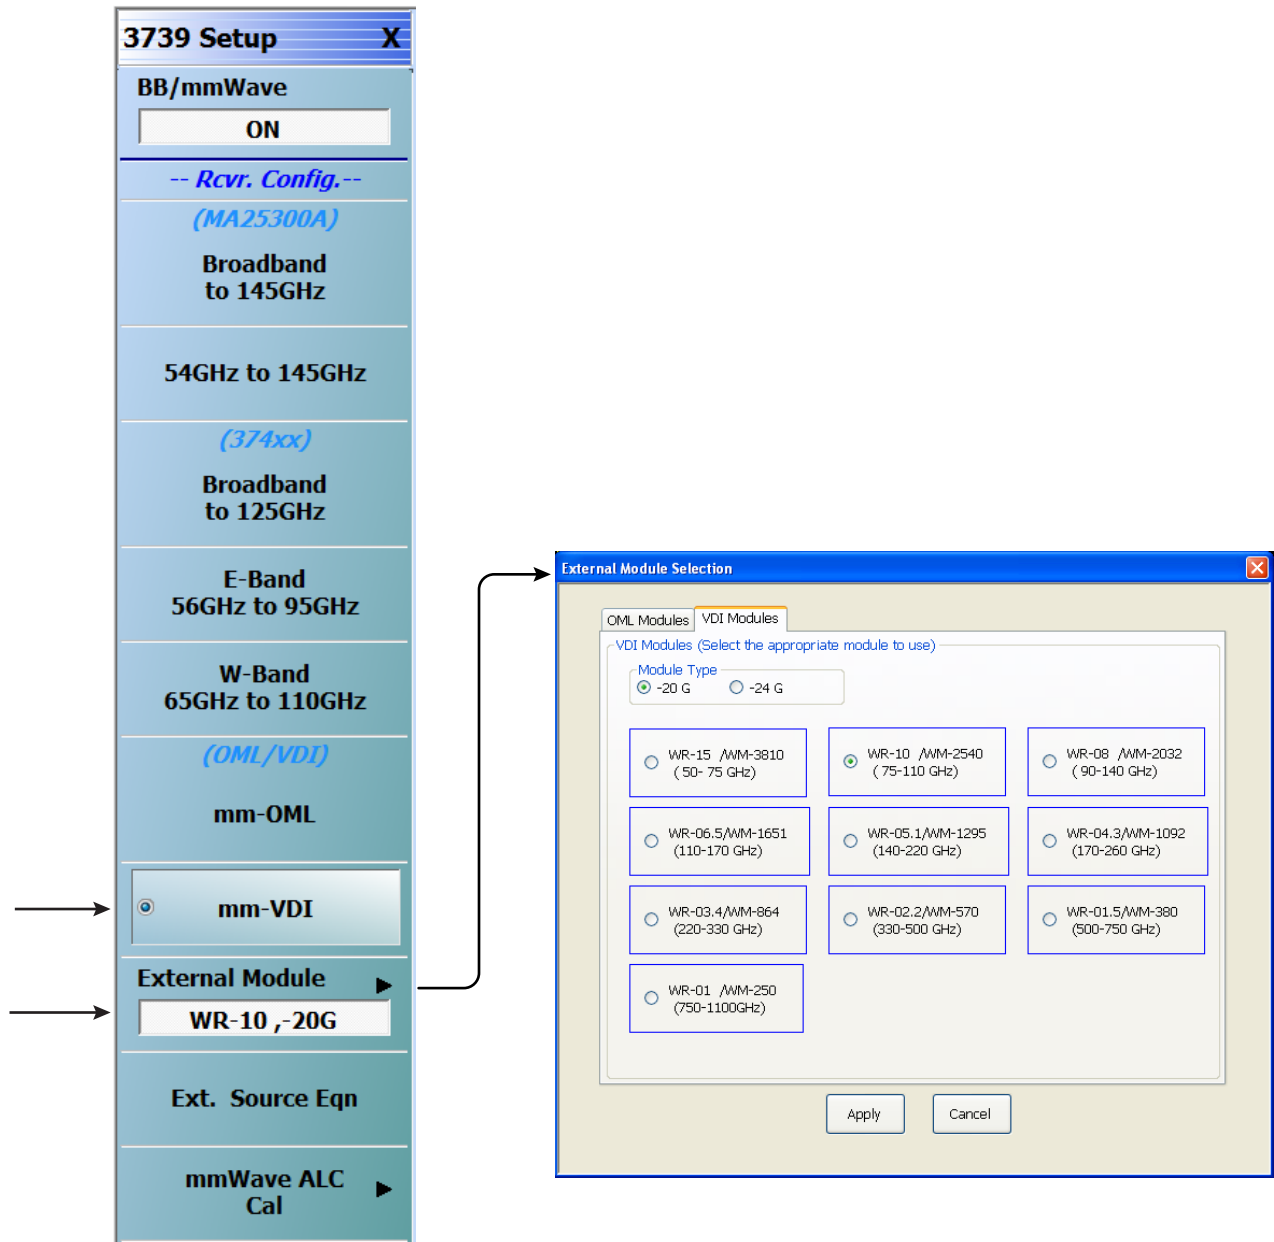 3739 Setup X
BB/mmWave
ON
-- Rcvr. Config.--
(MA25300A)
Broadband
to 145GHz
54GHz to 145GHz
(374xx)
Broadband
to 125GHz
E-Band
56GHz to 95GHz
W-Band
65GHz to 110GHz
(OML/VDI)
mm-OML
mm-VDI
External Module
WR-10 ,-20G
Ext. Source Eqn
mmWave ALC
Cal
External Module Selection
OML Modules VDI Modules
VDI Modules (Select the appropriate module to use)
Module Type
-20 G -24 G
WR-15 /WM-3810
( 50- 75 GHz)
WR-10 /WM-2540
( 75-110 GHz)
WR-08 /WM-2032
( 90-140 GHz)
WR-06.5/WM-1651
(110-170 GHz)
WR-05.1/WM-1295
(140-220 GHz)
WR-04.3/WM-1092
(170-260 GHz)
WR-03.4/WM-864
(220-330 GHz)
WR-02.2/WM-570
(330-500 GHz)
WR-01.5/WM-380
(500-750 GHz)
WR-01 /WM-250
(750-1100GHz)
Apply Cancel